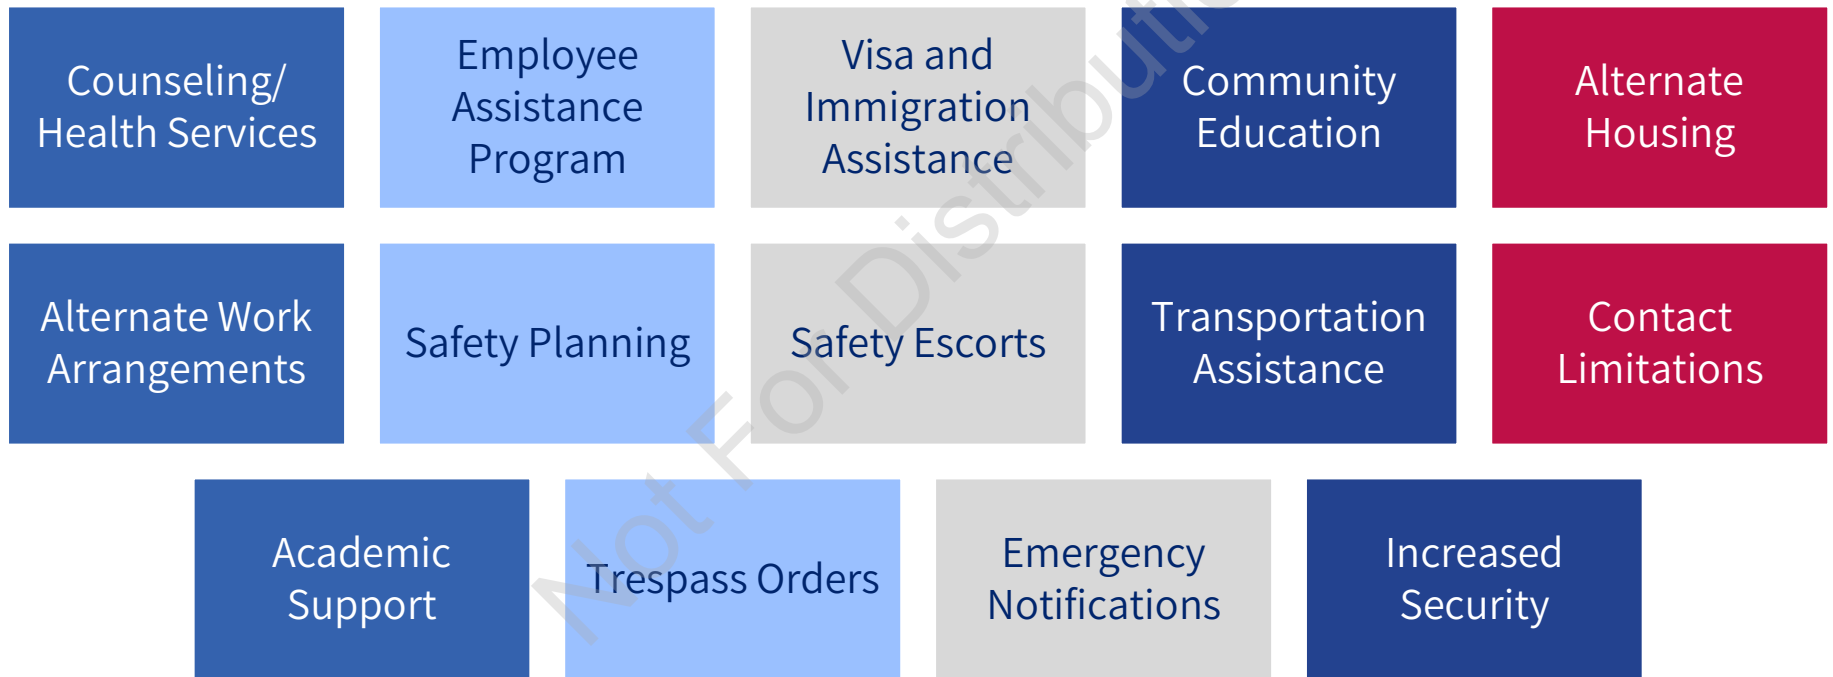 Counseling/
Health Services
Employee
Assistance
Program
Visa and
Immigration
Assistance
Community
Education
Alternate
Housing
Alternate Work
Arrangements
Safety Planning
Safety Escorts
Transportation
Assistance
Contact
Limitations
Academic
Support
Trespass Orders
Emergency
Notifications
Increased
Security
Not For Distributi